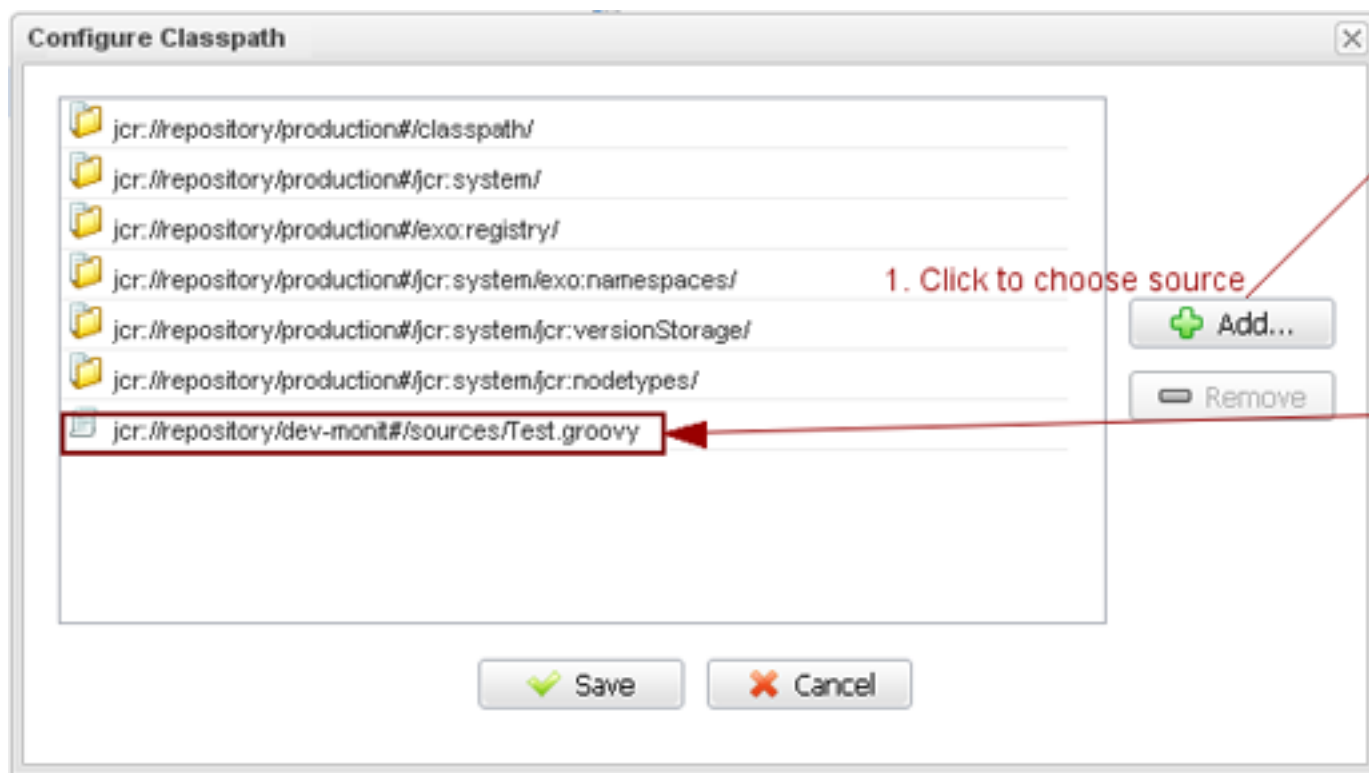 Configure Classpath
jcr://repository/production#/classpath/
jcr://repository/production#/jcr:system/
jcr://repository/production#/exo:registry/
jcr://repository/production#/jcr:system/exo:namespaces/
1. Click to choose source
jcr://repository/production#/jcr:system/jcr:versionStorage/
Add...
jcr://repository/production#/jcr:system/jcr:nodetypes/
Remove
jcr://repository/dev-monit#/sources/Test.groovy
Save
Cancel